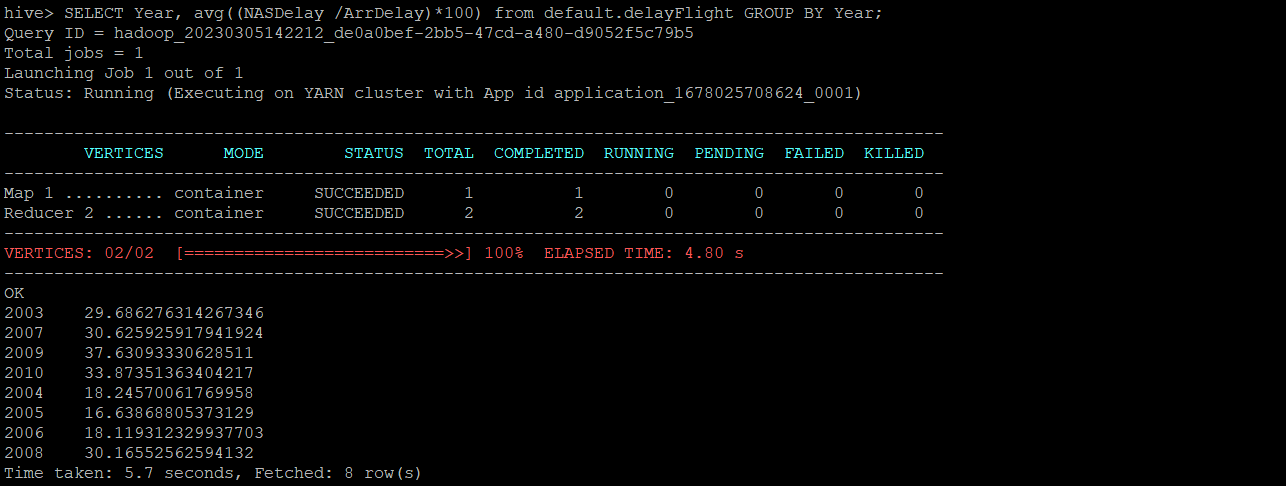 hive> SELECT Year, avg((NASDelay /ArrDelay)*100) from default.delayFlight GROUP BY Year;
Query ID = hadoop_20230305142212_de0a0bef-2bb5-47cd-a480-d9052f5c79b5
Total jobs = 1
Launching Job 1 out of 1
Status: Running (Executing on YARN cluster with App id application_1678025708624_0001)
----------------------------------------------------------------------------------------------
        VERTICES      MODE        STATUS  TOTAL  COMPLETED  RUNNING  PENDING  FAILED  KILLED
----------------------------------------------------------------------------------------------
Map 1 .......... container     SUCCEEDED      1          1        0        0       0       0
Reducer 2 ...... container     SUCCEEDED      2          2        0        0       0       0
----------------------------------------------------------------------------------------------
VERTICES: 02/02  [==========================>>] 100%  ELAPSED TIME: 4.80 s
----------------------------------------------------------------------------------------------
OK
2003    29.686276314267346
2007    30.625925917941924
2009    37.63093330628511
2010    33.87351363404217
2004    18.24570061769958
2005    16.63868805373129
2006    18.119312329937703
2008    30.16552562594132
Time taken: 5.7 seconds, Fetched: 8 row(s)